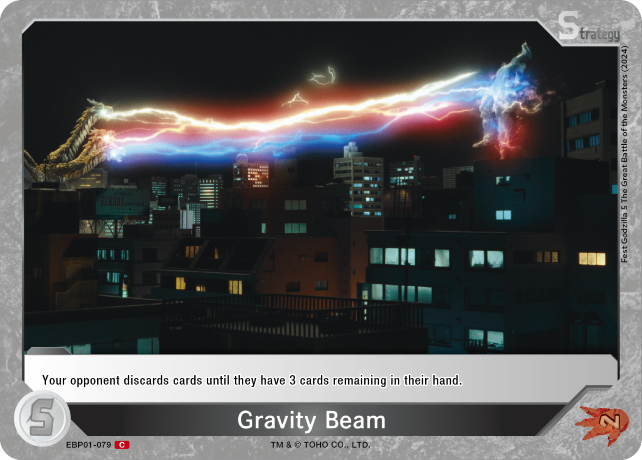 Strategy
Fest Godzilla 5 The Great Battle of the Monsters (2024)
Your opponent discards cards until they have 3 cards remaining in their hand.
S
Gravity Beam
2
EBP01-079 C
TM & © TOHO CO., LTD.